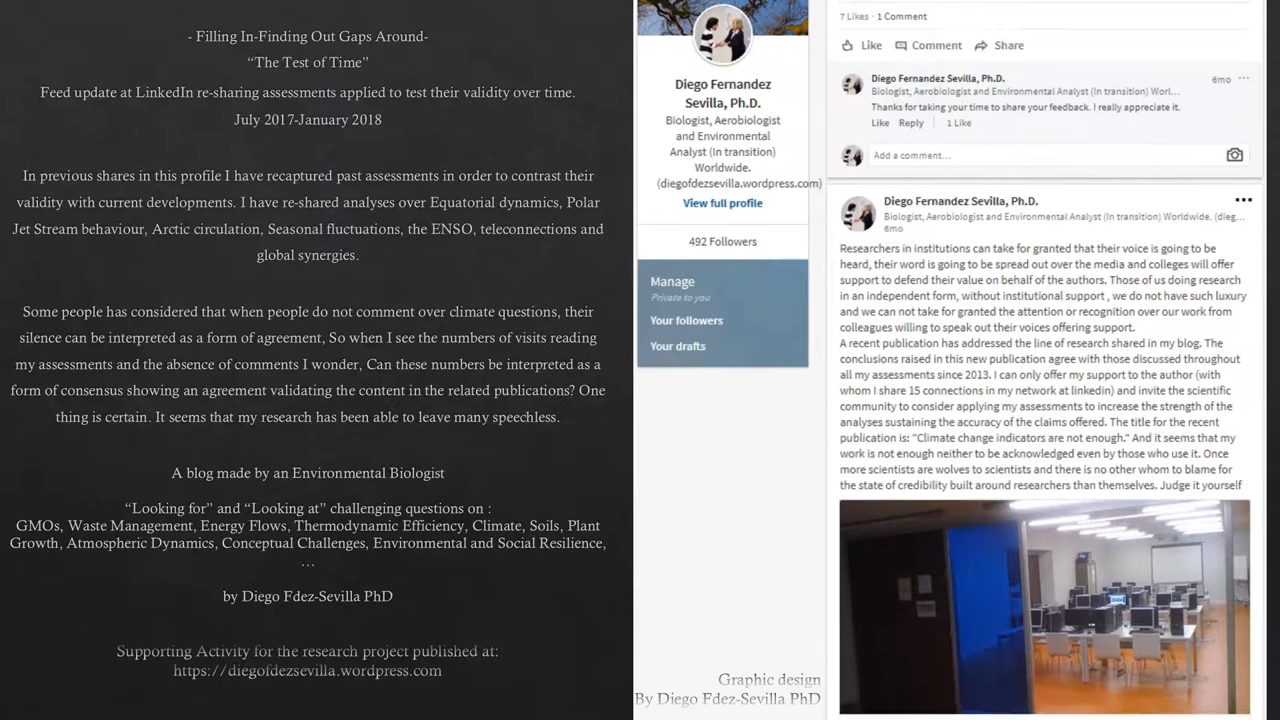 - Filling In-Finding Out Gaps Around-
“The Test of Time”
Feed update at LinkedIn re-sharing assessments applied to test their validity over time.
July 2017-January 2018
In previous shares in this profile I have recaptured past assessments in order to contrast their
validity with current developments. I have re-shared analyses over Equatorial dynamics, Polar
Jet Stream behaviour, Arctic circulation, seasonal fluctuations, the ENSO, teleconnections and
global synergies.
Some people has considered that when people do not comment over climate questions, their
silence can be interpreted as a form of agreement, So when I see the numbers of visits reading
my assessments and the absence of comments I wonder, Can these numbers be interpreted as a
form of consensus showing an agreement validating the content in the related publications? One
thing is certain. It seems that my research has been able to leave many speechless.
A blog made by an Environmental Biologist
“Looking for” and “Looking at” challenging questions on :
GMOs, Waste Management, Energy Flows, Thermodynamic Efficiency, Climate, Soils, Plant
Growth, Atmospheric Dynamics, Conceptual Challenges, Environmental and Social Resilience,
…
by Diego Fdez-Sevilla PhD
Supporting Activity for the research project published at:
https://diegofdezsevilla.wordpress.com
Diego Fernandez
Sevilla, Ph.D.
Biologist, Aerobiologist
and Environmental
Analyst (In transition)
Worldwide.
(diegofdezsevilla.wordpress.com)
View full profile
492 Followers
Manage
Private to you
Your followers
Your drafts
Graphic design
By Diego Fdez-Sevilla PhD
7 Likes · 1 Comment
Like Comment Share
Diego Fernandez Sevilla, Ph.D. 6mo ...
Biologist, Aerobiologist and Environmental Analyst (In transition) Worl...
Thanks for taking your time to share your feedback. I really appreciate it.
Like Reply 1 Like
Add a comment...
Diego Fernandez Sevilla, Ph.D. ...
Biologist, Aerobiologist and Environmental Analyst (In transition) Worldwide. (dieg...
6mo
Researchers in institutions can take for granted that their voice is going to be
heard, their word is going to be spread out over the media and colleges will offer
support to defend their value on behalf of the authors. Those of us doing research
in an independent form, without institutional support , we do not have such luxury
and we can not take for granted the attention or recognition over our work from
colleagues willing to speak out their voices offering support.
A recent publication has addressed the line of research shared in my blog. The
conclusions raised in this new publication agree with those discussed throughout
all my assessments since 2013. I can only offer my support to the author (with
whom I share 15 connections in my network at linkedin) and invite the scientific
community to consider applying my assessments to increase the strength of the
analyses sustaining the accuracy of the claims offered. The title for the recent
publication is: "Climate change indicators are not enough." And it seems that my
work is not enough neither to be acknowledged even by those who use it. Once
more scientists are wolves to scientists and there is no other whom to blame for
the state of credibility built around researchers than themselves. Judge it yourself